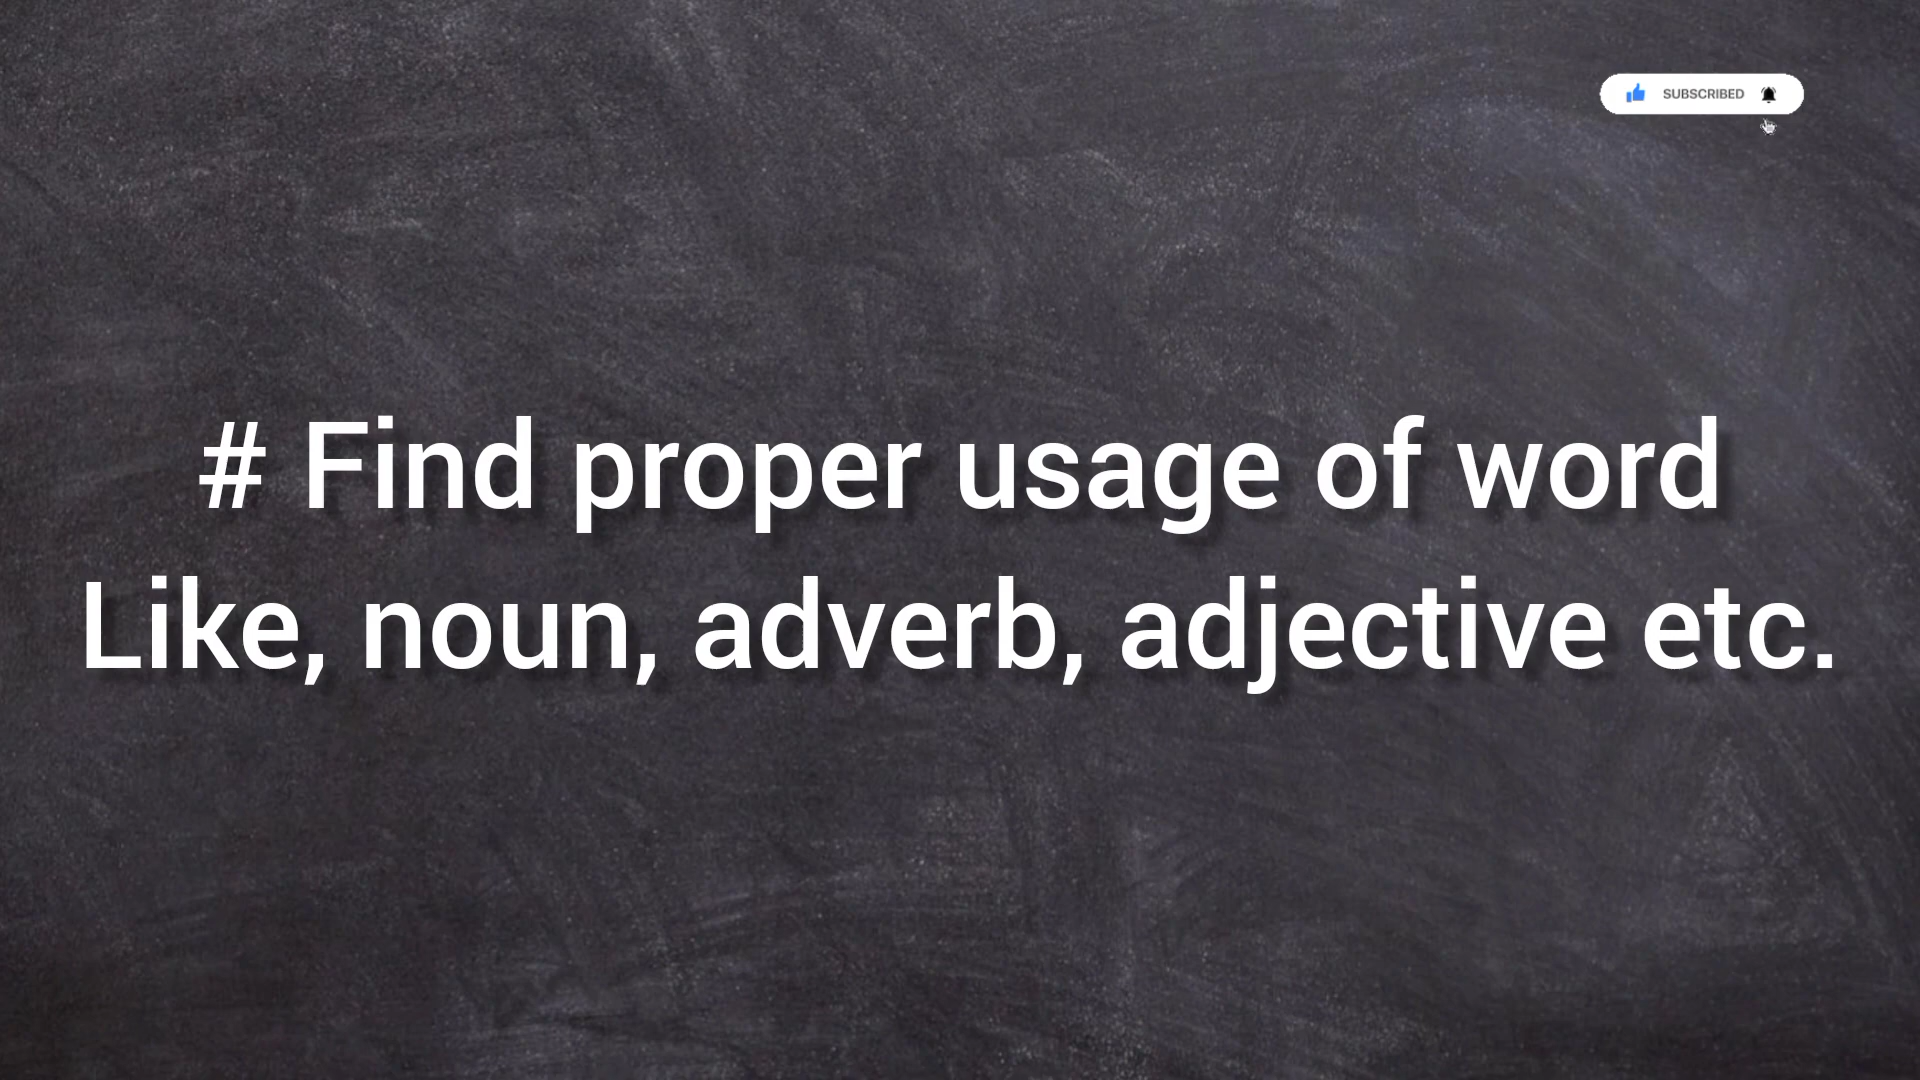 SUBSCRIBED
# Find proper usage of word
Like, noun, adverb, adjective etc.